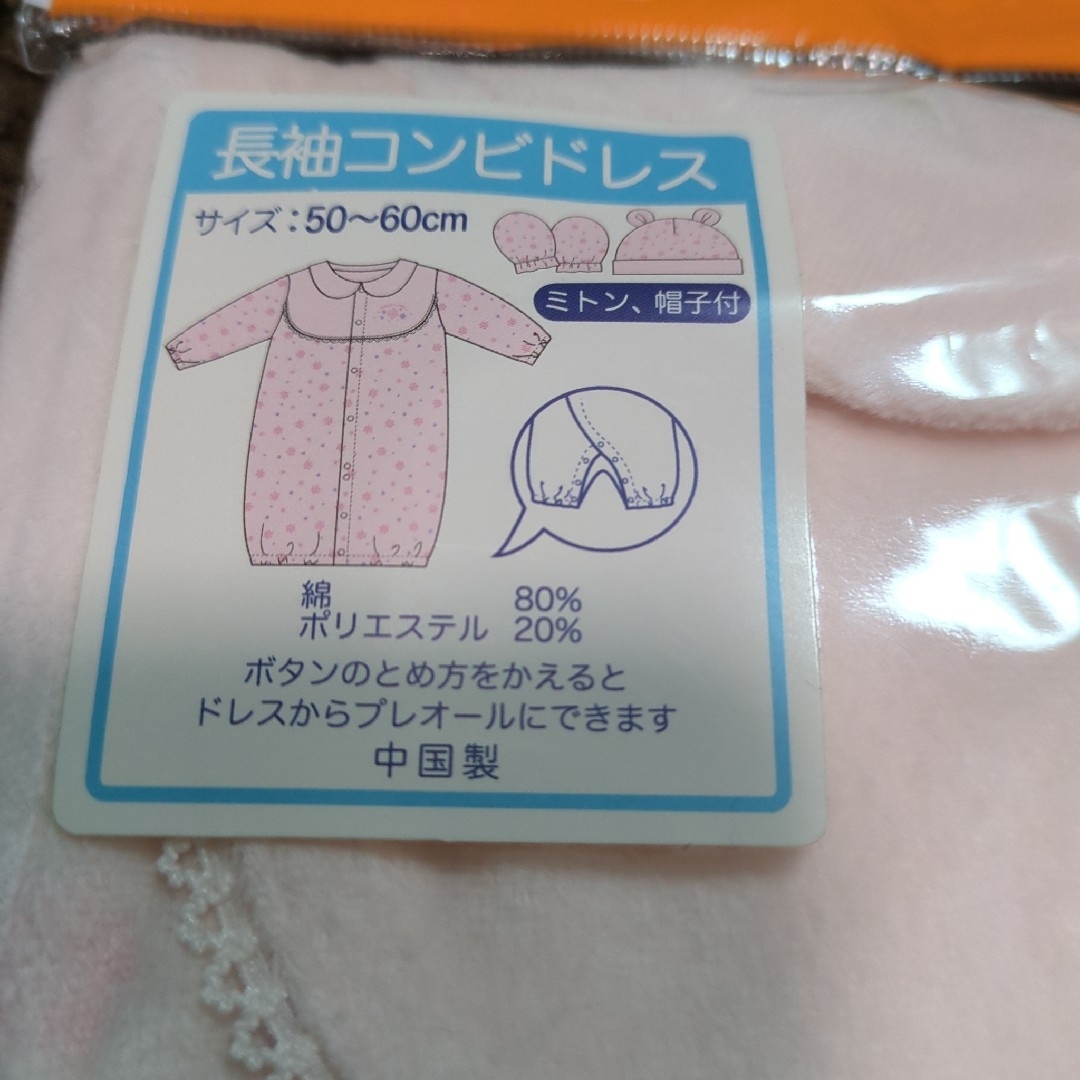 長袖コンビドレス
サイズ：50～60cm
ミトン、帽子付
綿 80%
ポリエステル 20%
ボタンのとめ方をかえると
ドレスからプレオールにできます
中国製